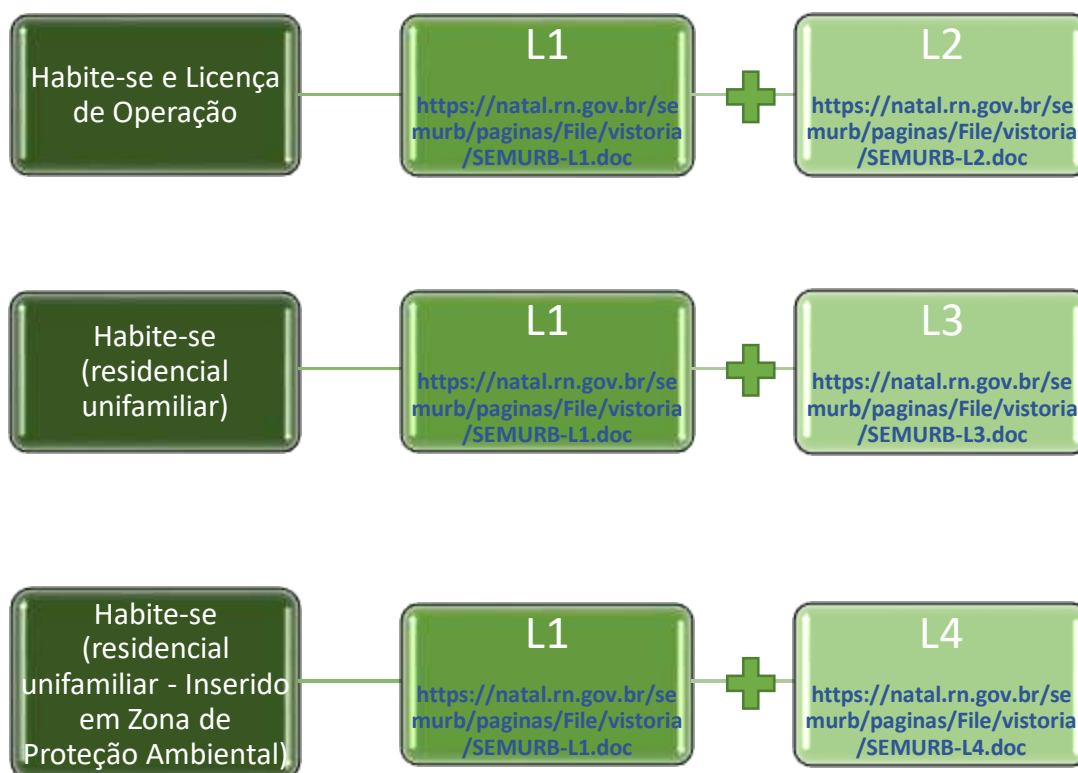 Habite-se e Licença
de Operação
L1
https://natal.rn.gov.br/se
murb/paginas/File/vistoria
/SEMURB-L1.doc
L2
https://natal.rn.gov.br/se
murb/paginas/File/vistoria
/SEMURB-L2.doc
Habite-se
(residencial
unifamiliar)
L1
https://natal.rn.gov.br/se
murb/paginas/File/vistoria
/SEMURB-L1.doc
L3
https://natal.rn.gov.br/se
murb/paginas/File/vistoria
/SEMURB-L3.doc
Habite-se
(residencial
unifamiliar - Inserido
em Zona de
Proteção Ambiental)
L1
https://natal.rn.gov.br/se
murb/paginas/File/vistoria
/SEMURB-L1.doc
L4
https://natal.rn.gov.br/se
murb/paginas/File/vistoria
/SEMURB-L4.doc